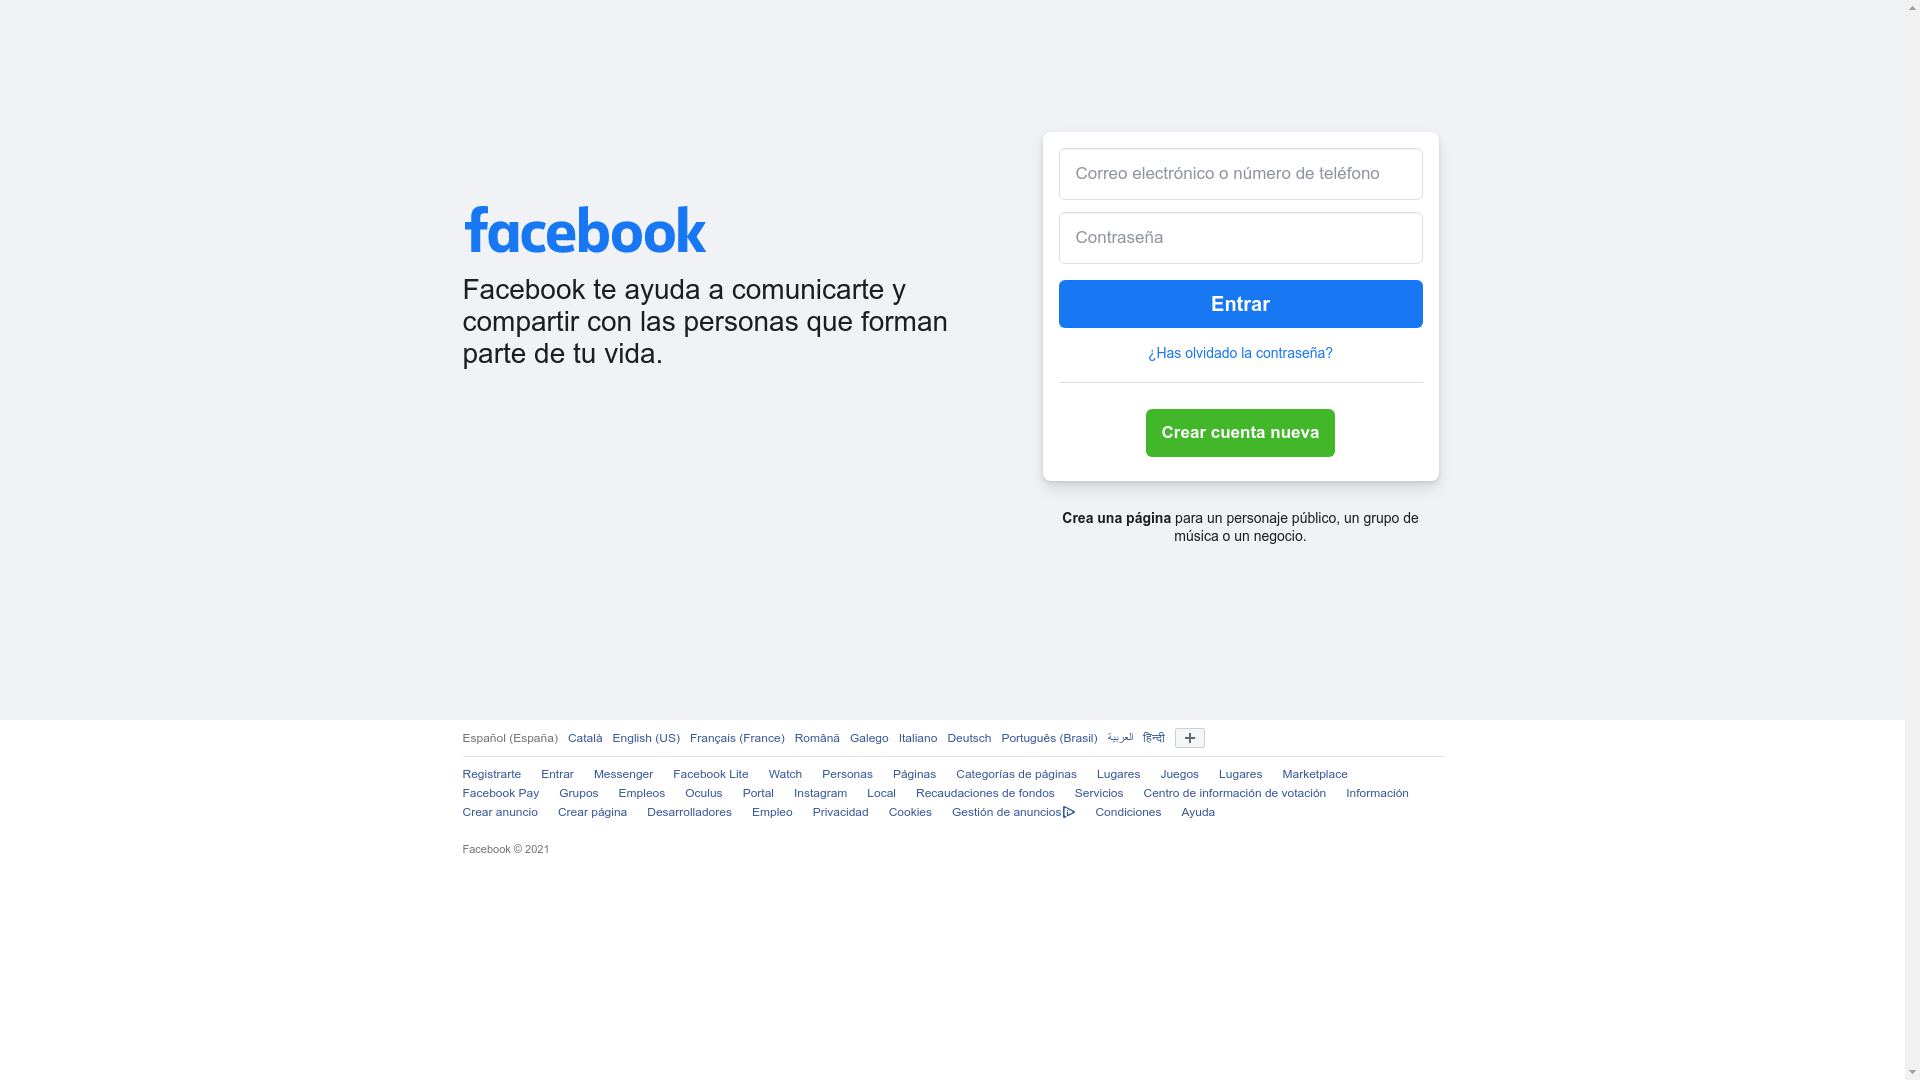 facebook
Facebook te ayuda a comunicarte y
compartir con las personas que forman
parte de tu vida.
Correo electrónico o número de teléfono
Contraseña
Entrar
¿Has olvidado la contraseña?
Crear cuenta nueva
Crea una página para un personaje público, un grupo de
música o un negocio.
Español (España) Català English (US) Français (France) Română Galego Italiano Deutsch Português (Brasil) العربية हिन्दी
Registrarte Entrar Messenger Facebook Lite Watch Personas Páginas Categorías de páginas Lugares Juegos Lugares Marketplace
Facebook Pay Grupos Empleos Oculus Portal Instagram Local Recaudaciones de fondos Servicios Centro de información de votación Información
Crear anuncio Crear página Desarrolladores Empleo Privacidad Cookies Gestión de anuncios Condiciones Ayuda
Facebook © 2021